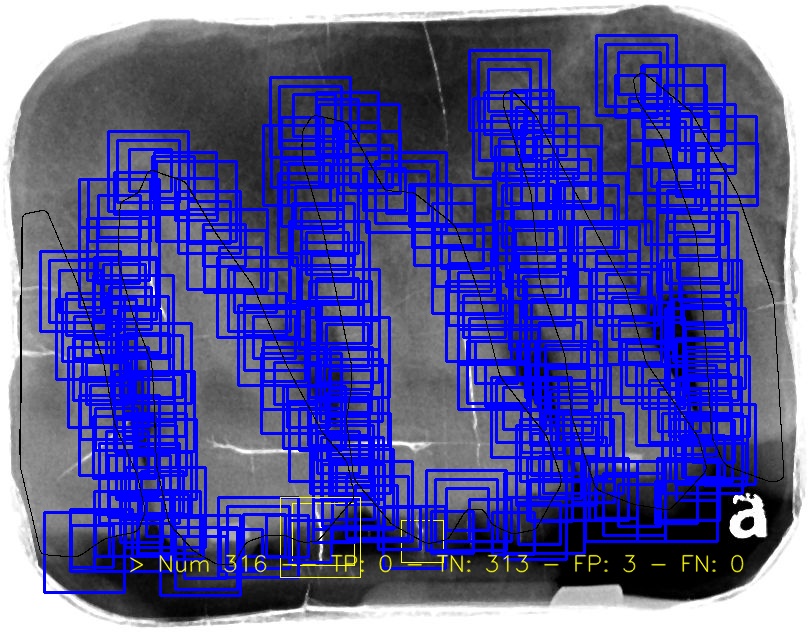 ã
> Num 316 — TP: 0 — TN: 313 — FP: 3 — FN: 0